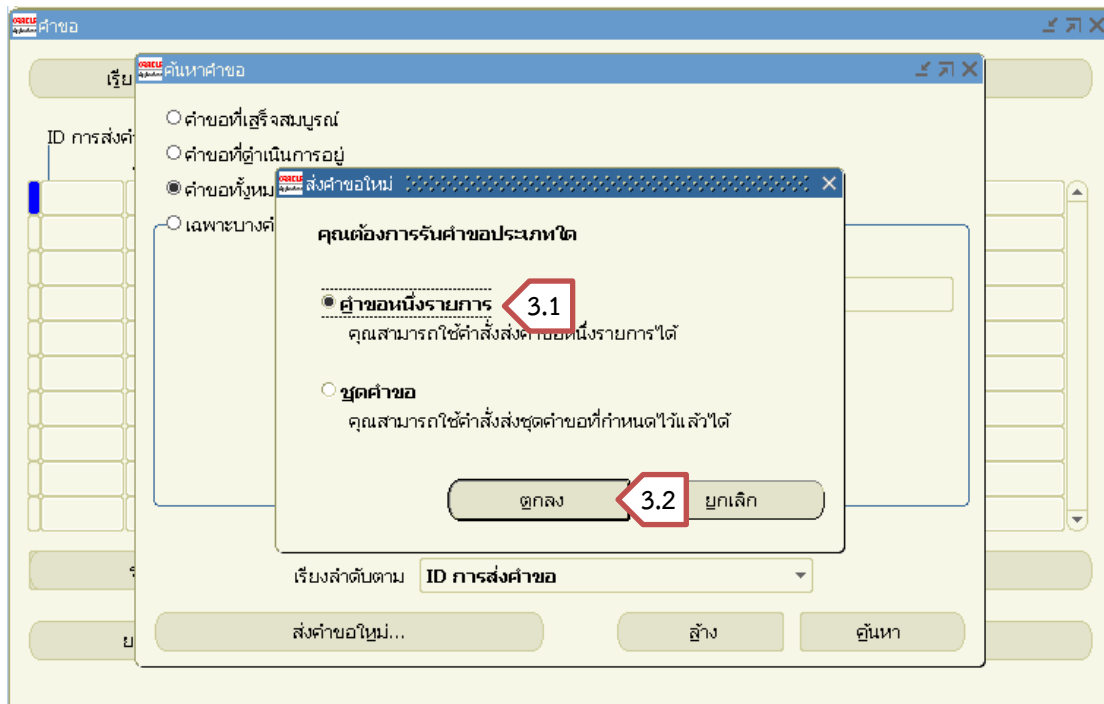 คำขอ
ค้นหาคำขอ
คำขอที่เสร็จสมบูรณ์
ID การส่งคำ
คำขอที่ดำเนินการอยู่
คำขอทั้งหม
ส่งคำขอใหม่
เฉพาะบางคำ
คุณต้องการรันคำขอประเภทใด
คำขอหนึ่งรายการ
3.1
คุณสามารถใช้คำสั่งส่งคำขอหนึ่งรายการได้
ชุดคำขอ
คุณสามารถใช้คำสั่งส่งชุดคำขอที่กำหนดไว้แล้วได้
ตกลง
3.2
ยกเลิก
เรียงลำดับตาม
ID การส่งคำขอ
ส่งคำขอใหม่...
ล้าง
ค้นหา